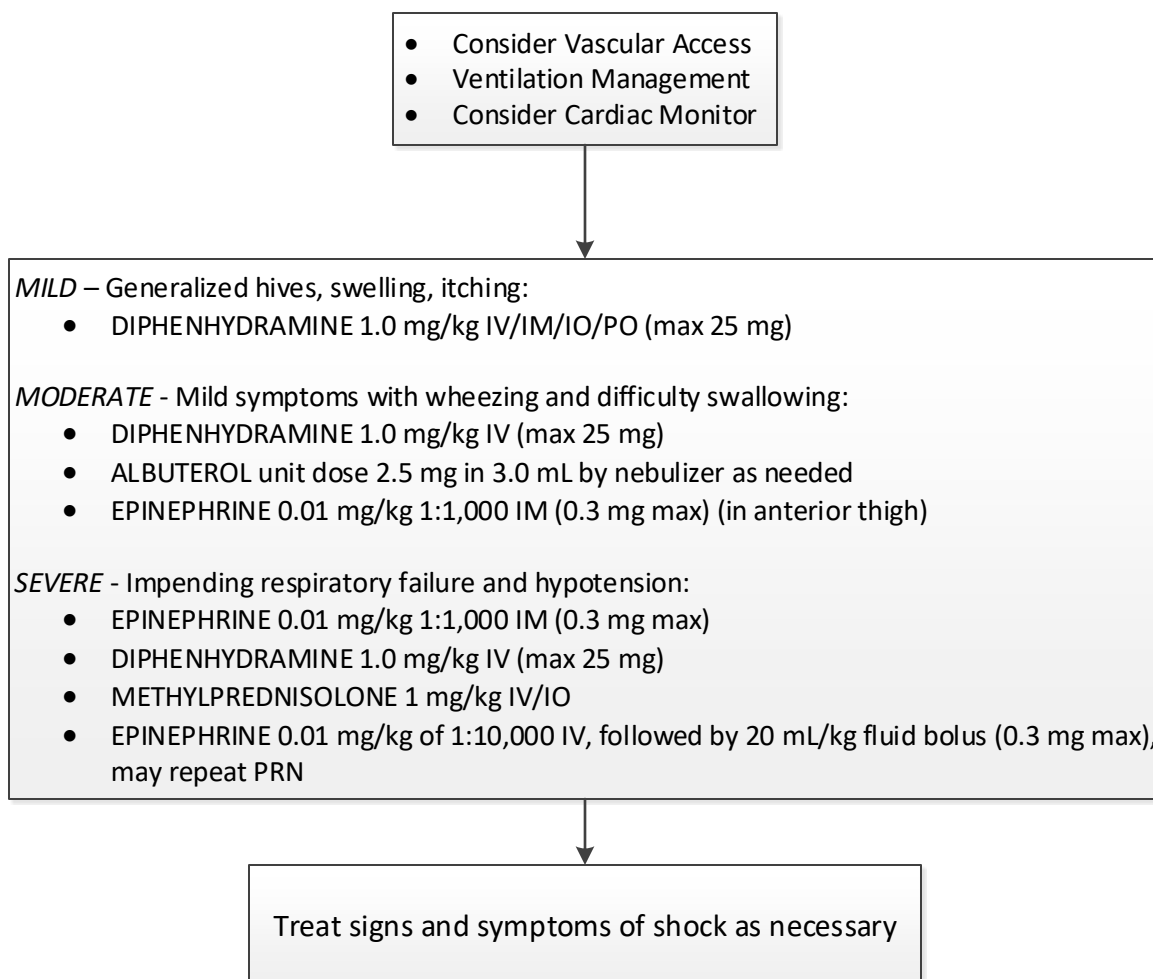 • Consider Vascular Access
• Ventilation Management
• Consider Cardiac Monitor
MILD – Generalized hives, swelling, itching:
• DIPHENHYDRAMINE 1.0 mg/kg IV/IM/IO/PO (max 25 mg)
MODERATE - Mild symptoms with wheezing and difficulty swallowing:
• DIPHENHYDRAMINE 1.0 mg/kg IV (max 25 mg)
• ALBUTEROL unit dose 2.5 mg in 3.0 mL by nebulizer as needed
• EPINEPHRINE 0.01 mg/kg 1:1,000 IM (0.3 mg max) (in anterior thigh)
SEVERE - Impending respiratory failure and hypotension:
• EPINEPHRINE 0.01 mg/kg 1:1,000 IM (0.3 mg max)
• DIPHENHYDRAMINE 1.0 mg/kg IV (max 25 mg)
• METHYLPREDNISOLONE 1 mg/kg IV/IO
• EPINEPHRINE 0.01 mg/kg of 1:10,000 IV, followed by 20 mL/kg fluid bolus (0.3 mg max),
may repeat PRN
Treat signs and symptoms of shock as necessary